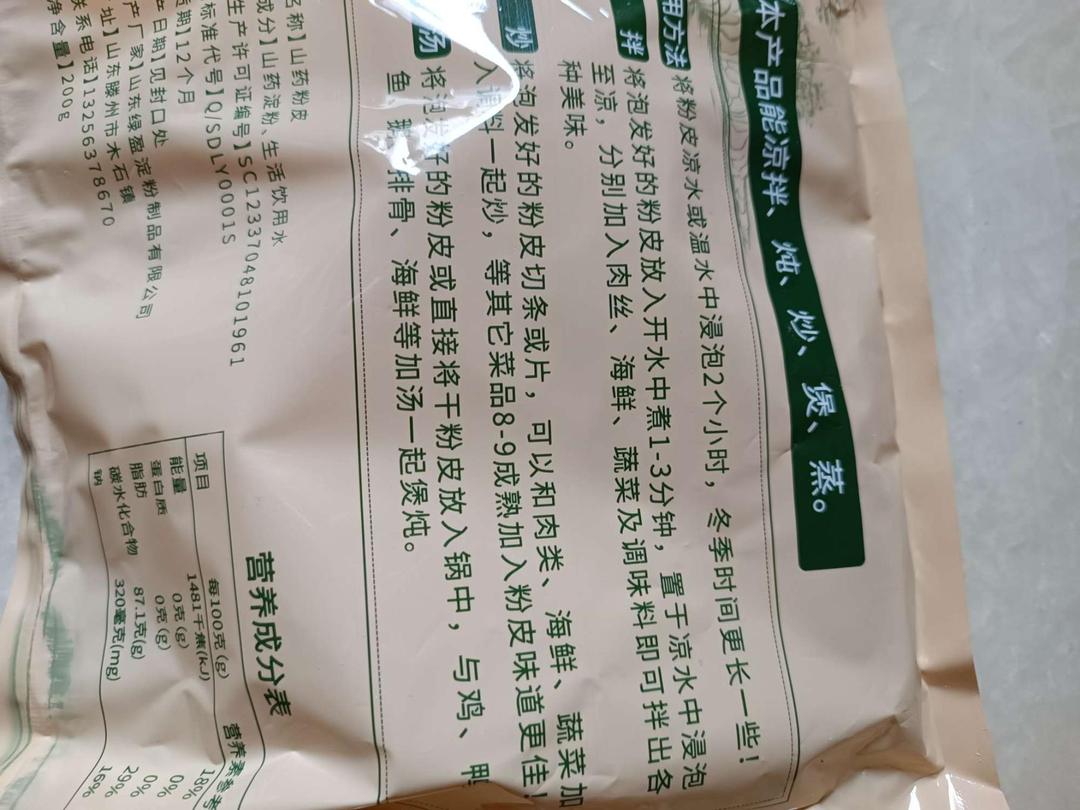 本产品能凉拌、炖、炒、煲、蒸。
用方法
将粉皮凉水或温水中浸泡2个小时，冬季时间更长一些！
拌
将泡发好的粉皮放入开水中煮1-3分钟，置于凉水中浸泡
至凉，分别加入肉丝、海鲜、蔬菜及调味料即可拌出各
种美味。
炒
将泡发好的粉皮切条或片，可以和肉类、海鲜、蔬菜加
入调料一起炒，等其它菜品8-9成熟加入粉皮味道更佳！
汤
将泡发好的粉皮或直接将干粉皮放入锅中，与鸡、鸭
鱼 排骨、海鲜等加汤一起煲炖。
名称】山药粉皮
成分】山药淀粉、生活饮用水
标准代号】Q/SDLY0001S
生产许可证编号】SC12337048101961
期】12个月
产日期】见封口处
产厂家】山东绿盈淀粉制品有限公司
址】山东滕州市木石镇
系电话】13256378670
净含量】200g
营养成分表
项目 每100克(g) 营养素参考
能量 1481千焦(kJ) 18%
蛋白质 0克(g) 0%
脂肪 0克(g) 0%
碳水化合物 87.1克(g) 29%
钠 320毫克(mg) 16%